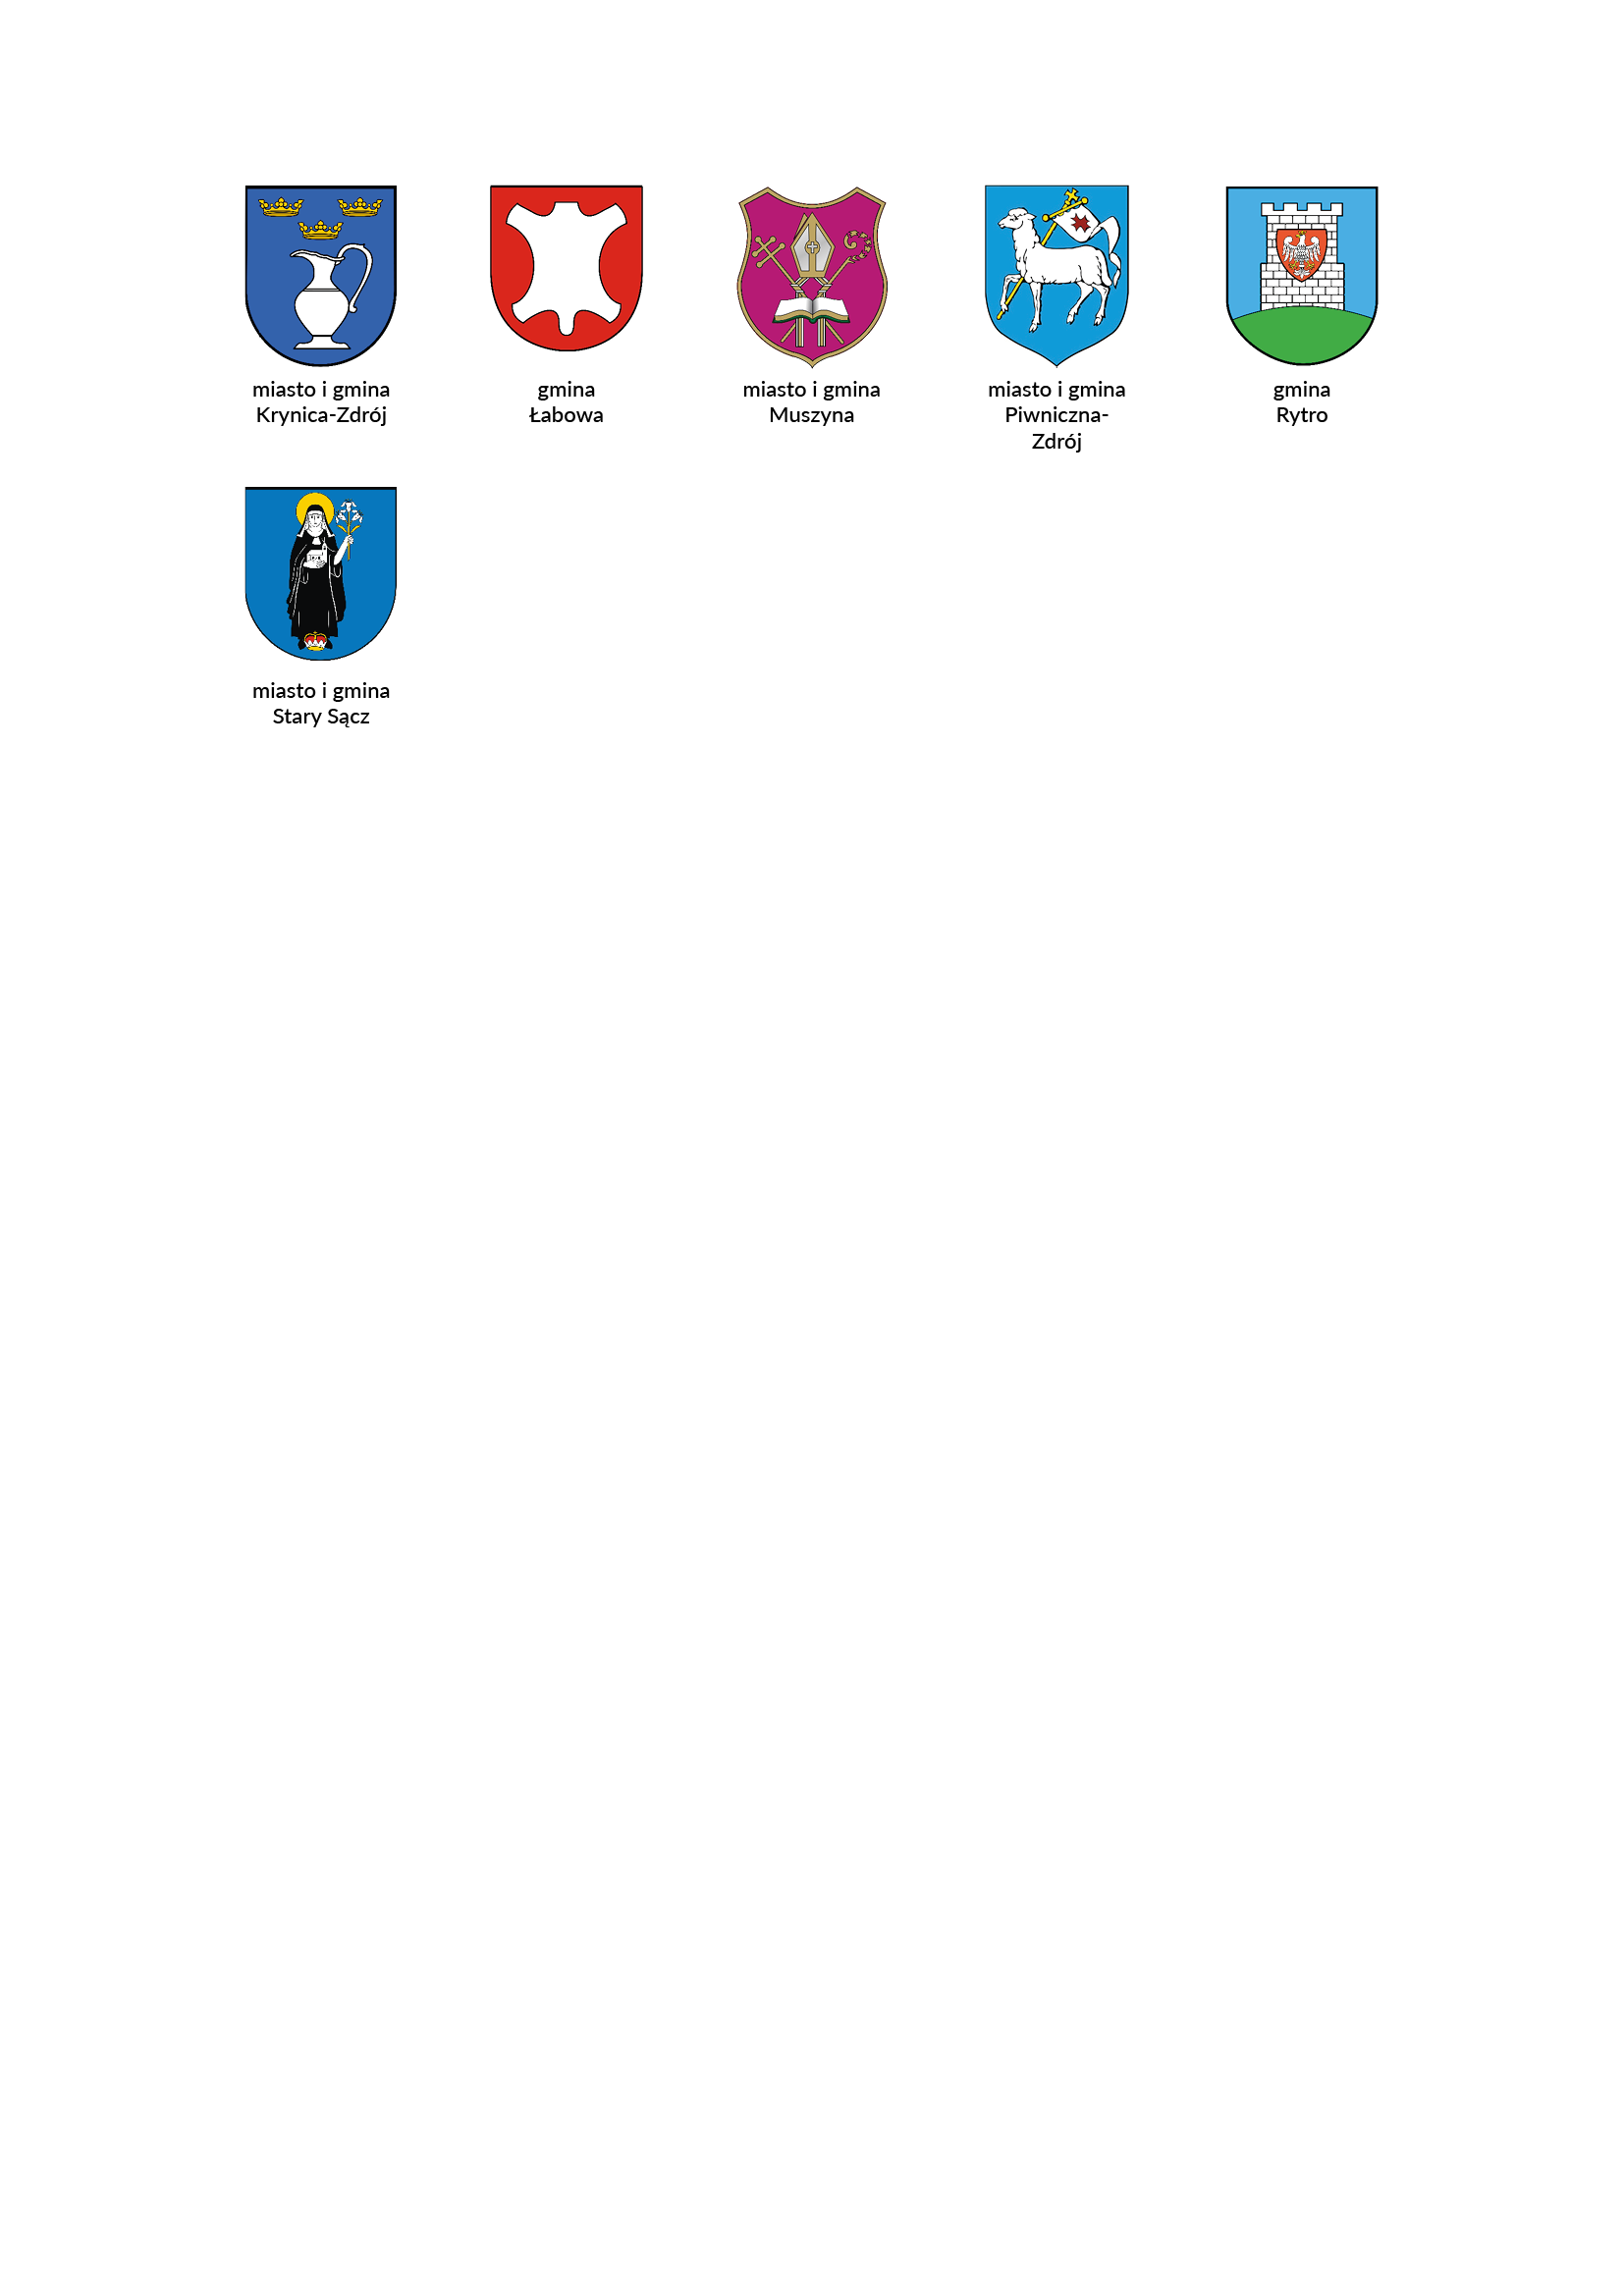 miasto i gmina
Krynica-Zdrój
gmina
Łabowa
miasto i gmina
Muszyna
miasto i gmina
Piwniczna-
Zdrój
gmina
Rytro
miasto i gmina
Stary Sącz